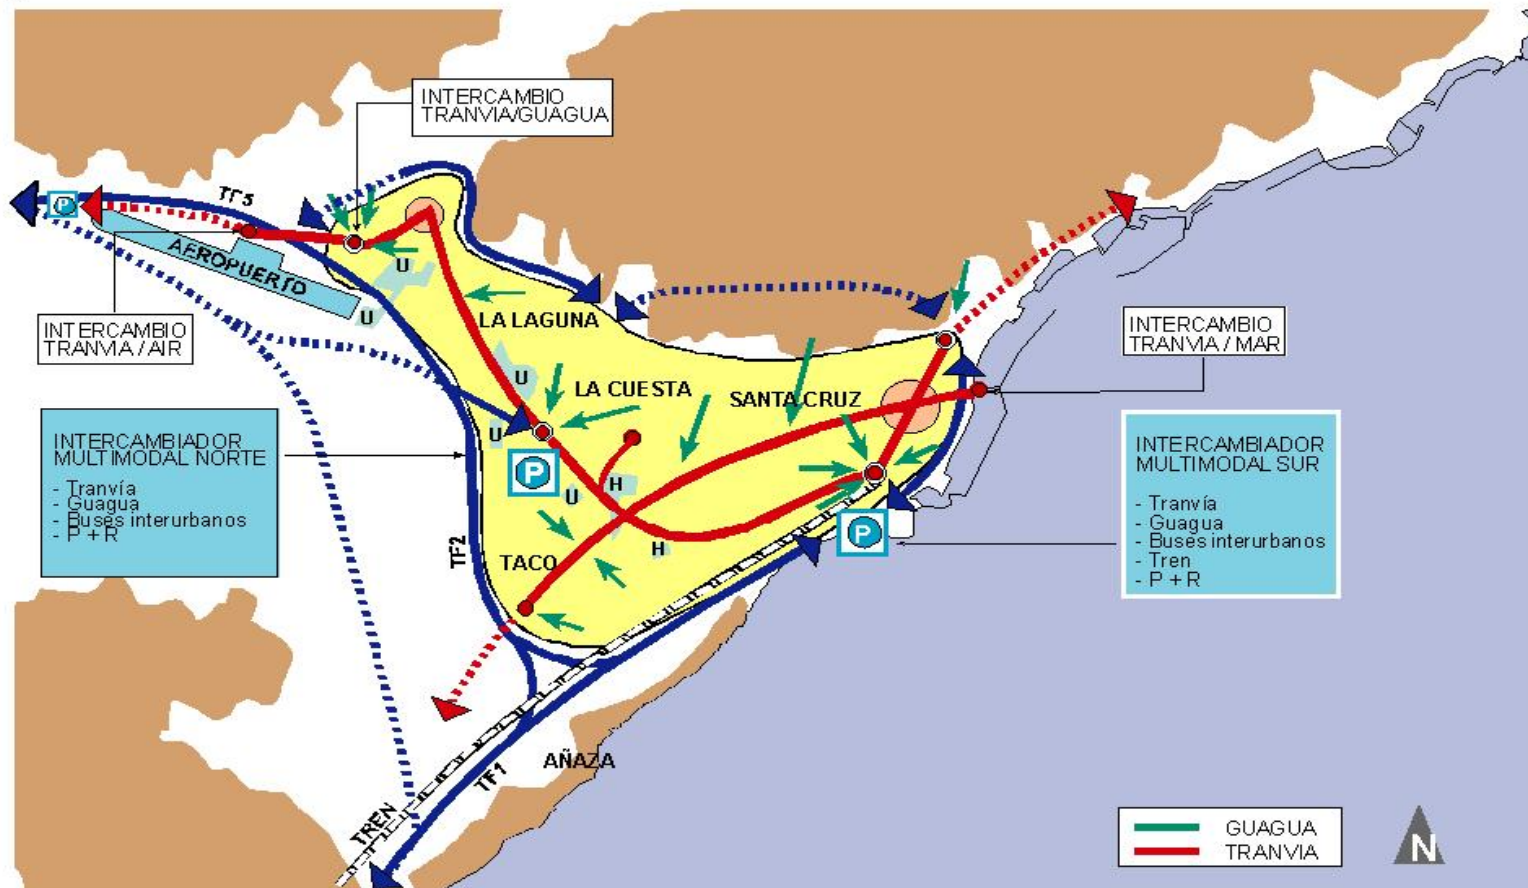 INTERCAMBIO
TRANVIA/GUAGUA
P
TF5
AEROPUERTO
U
U
LA LAGUNA
INTERCAMBIO
TRANVIA / AIR
INTERCAMBIO
TRANVIA / MAR
U
LA CUESTA
SANTA CRUZ
INTERCAMBIADOR
MULTIMODAL NORTE
- Tranvía
- Guagua
- Buses interurbanos
- P + R
U
P
U
H
H
INTERCAMBIADOR
MULTIMODAL SUR
- Tranvía
- Guagua
- Buses interurbanos
- Tren
- P + R
P
TF2
TACO
AÑAZA
TF1
TREN
GUAGUA
TRANVIA
N